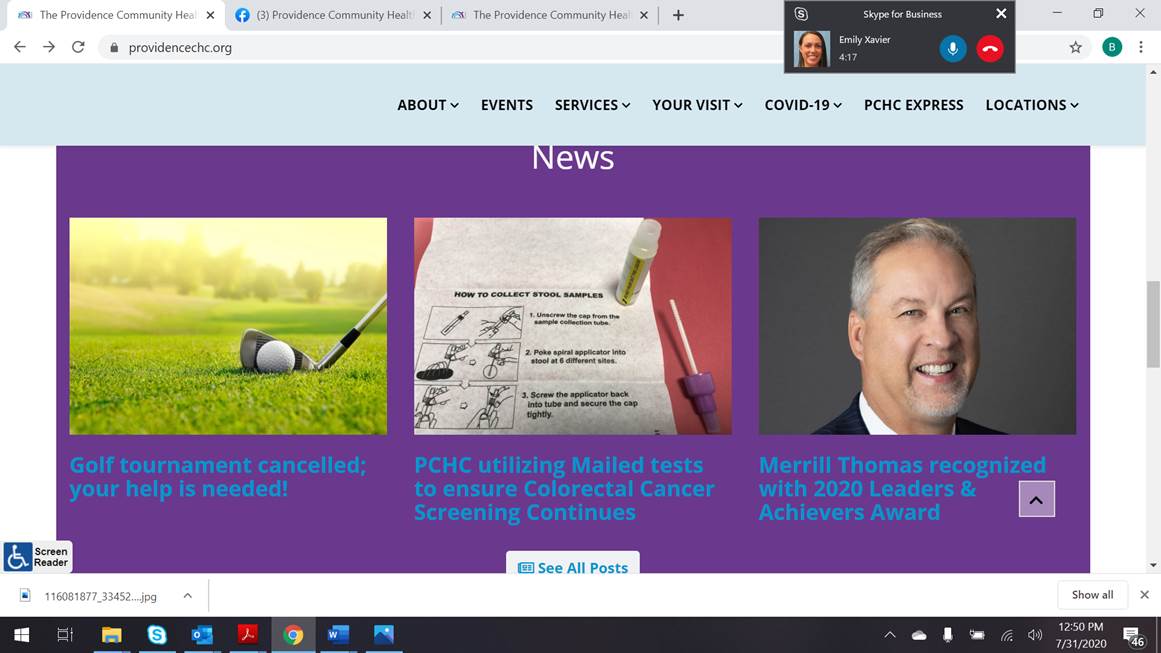 The Providence Community Heal
(3) Providence Community Healt
The Providence Community Heal
Skype for Business
Emily Xavier
4:17
providencechc.org
B
ABOUT
EVENTS
SERVICES
YOUR VISIT
COVID-19
PCHC EXPRESS
LOCATIONS
News
HOW TO COLLECT STOOL SAMPLES
1. Unscrew the cap from the
sample collection tube.
2. Poke spiral applicator into
stool at 6 different sites.
3. Screw the applicator back
into tube and secure the cap
tightly.
Golf tournament cancelled;
your help is needed!
PCHC utilizing Mailed tests
to ensure Colorectal Cancer
Screening Continues
Merrill Thomas recognized
with 2020 Leaders &
Achievers Award
Screen
Reader
See All Posts
116081877_33452....jpg
Show all
12:50 PM
7/31/2020
46